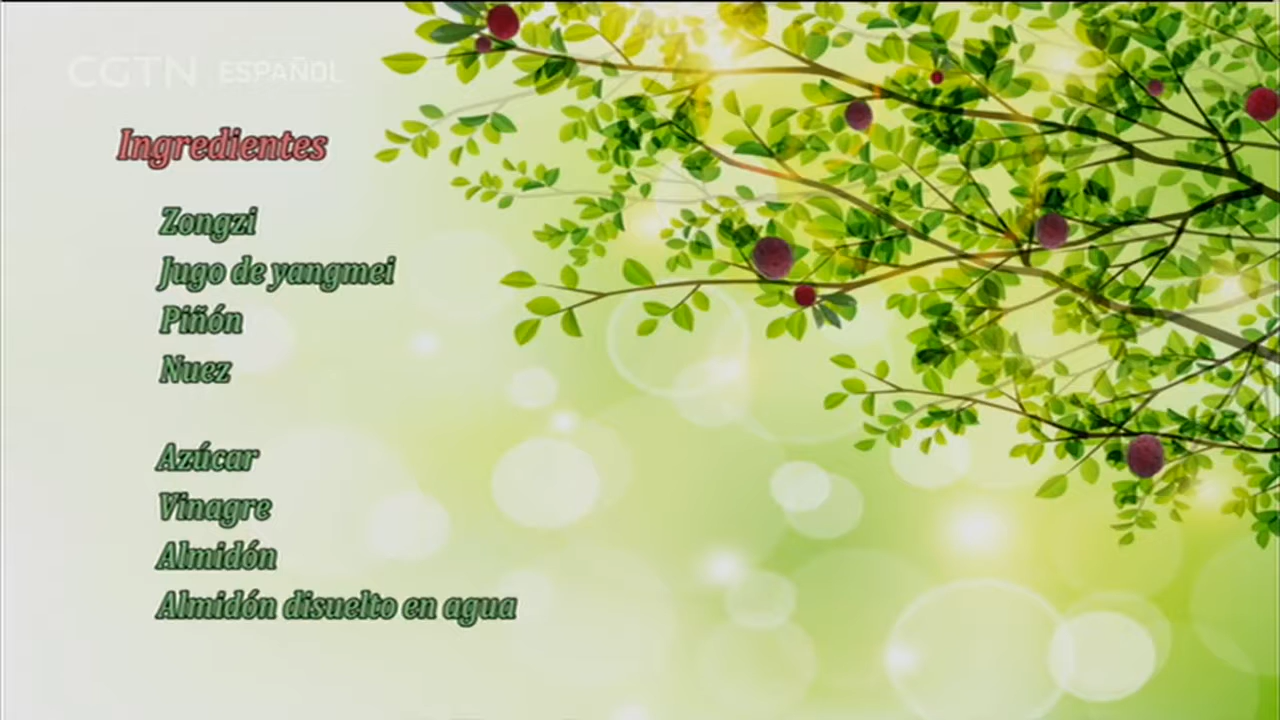 CGTN ESPAÑOL
Ingredientes
Zongzi
Jugo de yangmei
Piñón
Nuez
Azúcar
Vinagre
Almidón
Almidón disuelto en agua